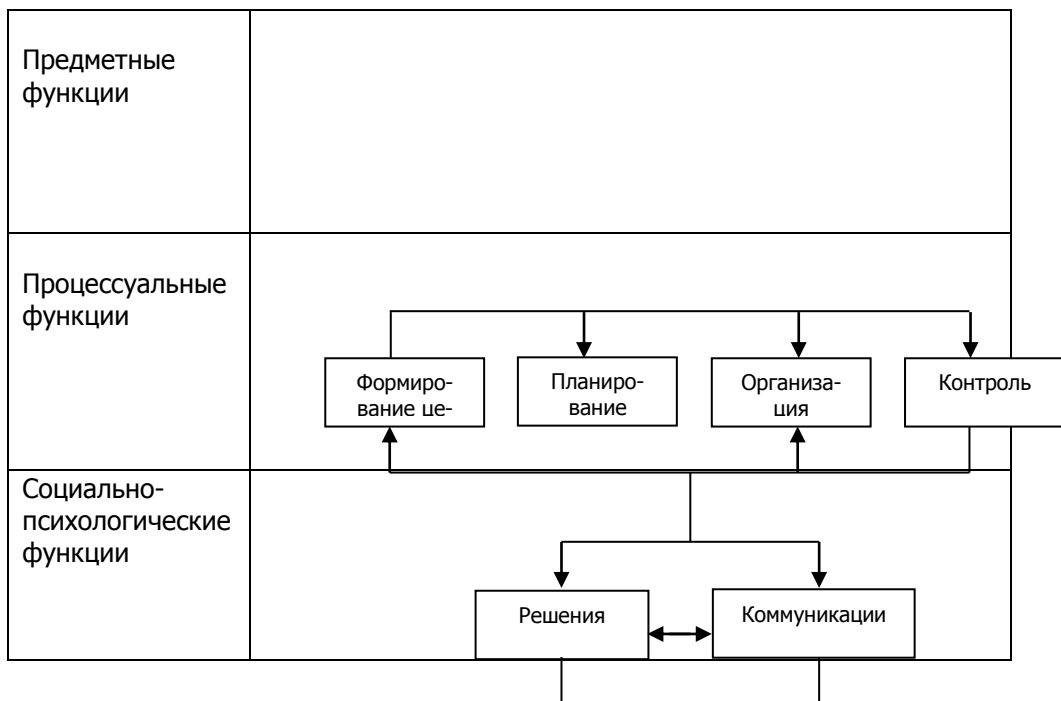 Предметные
функции
Процессуальные
функции
Формиро-
вание це-
Планиро-
вание
Организа-
ция
Контроль
Социально-
психологические
функции
Решения
Коммуникации